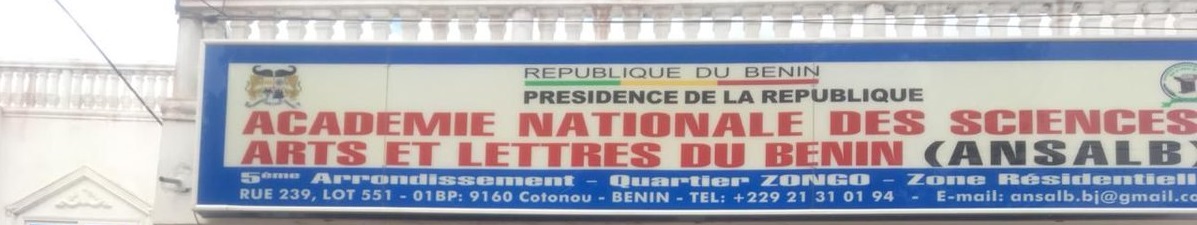 REPUBLIQUE DU BENIN
PRESIDENCE DE LA REPUBLIQUE
ACADEMIE NATIONALE DES SCIENCES
ARTS ET LETTRES DU BENIN (ANSALB)
5ème Arrondissement - Quartier ZONGO - Zone Résidentiell
RUE 239, LOT 551 - 01BP: 9160 Cotonou - BENIN - TEL: +229 21 31 01 94 - E-mail: ansalb.bj@gmail.co